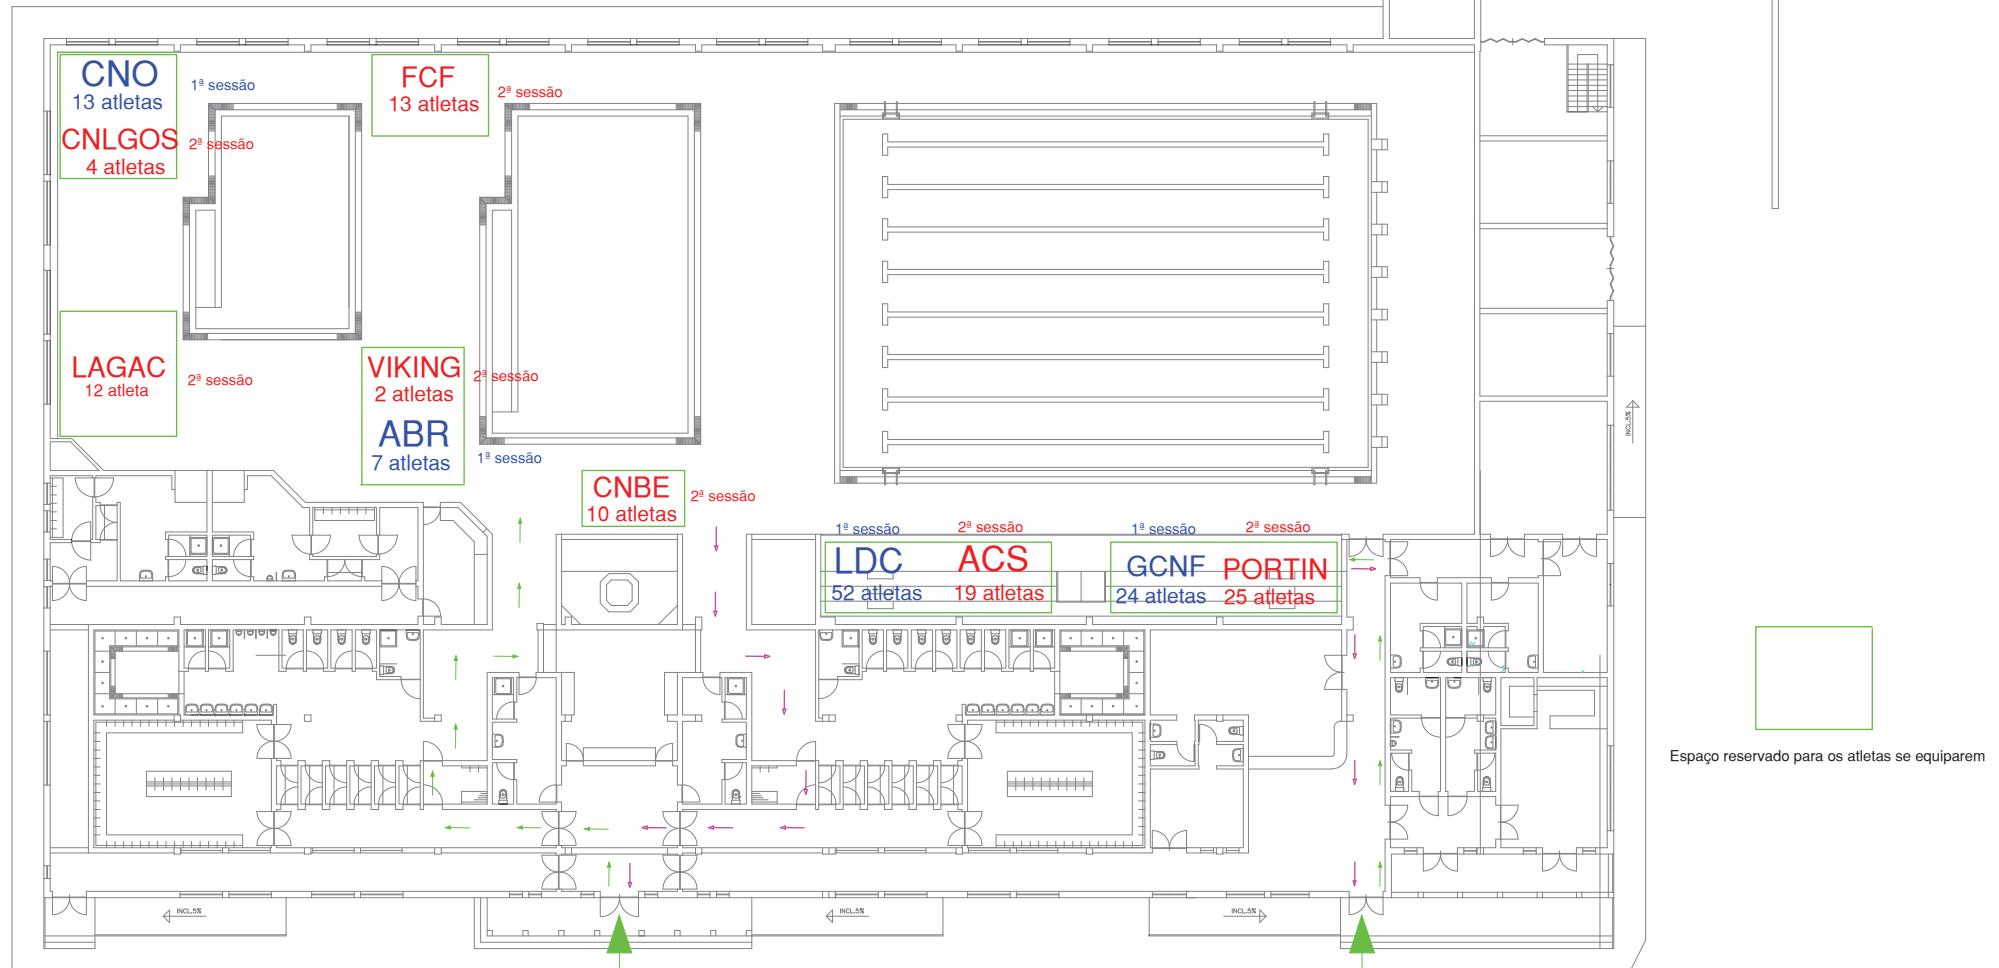 CNO
13 atletas
1ª sessão
CNLGOS
4 atletas
2ª sessão
FCF
13 atletas
2ª sessão
LAGAC
12 atleta
2ª sessão
VIKING
2 atletas
2ª sessão
ABR
7 atletas
1ª sessão
CNBE
10 atletas
2ª sessão
1ª sessão
LDC
52 atletas
2ª sessão
ACS
19 atletas
1ª sessão
GCNF
24 atletas
2ª sessão
PORTIN
25 atletas
INCL.5%
Espaço reservado para os atletas se equiparem
INCL.5%
INCL.5%
INCL.5%